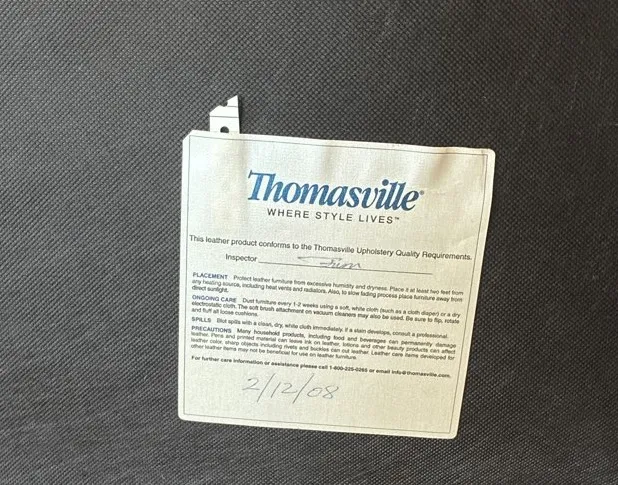 Thomasville®
WHERE STYLE LIVES™
This leather product conforms to the Thomasville Upholstery Quality Requirements.
Inspector
PLACEMENT Protect leather furniture from excessive humidity and dryness. Place it at least two feet from
any heating source, including heat vents and radiators. Also, to slow fading process place furniture away from
direct sunlight.
ONGOING CARE Dust furniture every 1-2 weeks using a soft, white cloth (such as a cloth diaper) or a dry
electrostatic cloth. The soft brush attachment on vacuum cleaners may also be used. Be sure to flip, rotate
and fluff all loose cushions.
SPILLS Blot spills with a clean, dry, white cloth immediately. If a stain develops, consult a professional.
PRECAUTIONS Many household products, including food and beverages can permanently damage
leather. Pens and printed material can leave ink on leather, lotions and other beauty products can affect
leather color, sharp objects including rivets and buckles can cut leather. Leather care items developed for
other leather items may not be beneficial for use on leather furniture.
For further care information or assistance please call 1-800-225-0265 or email info@thomasville.com.
2/12/08